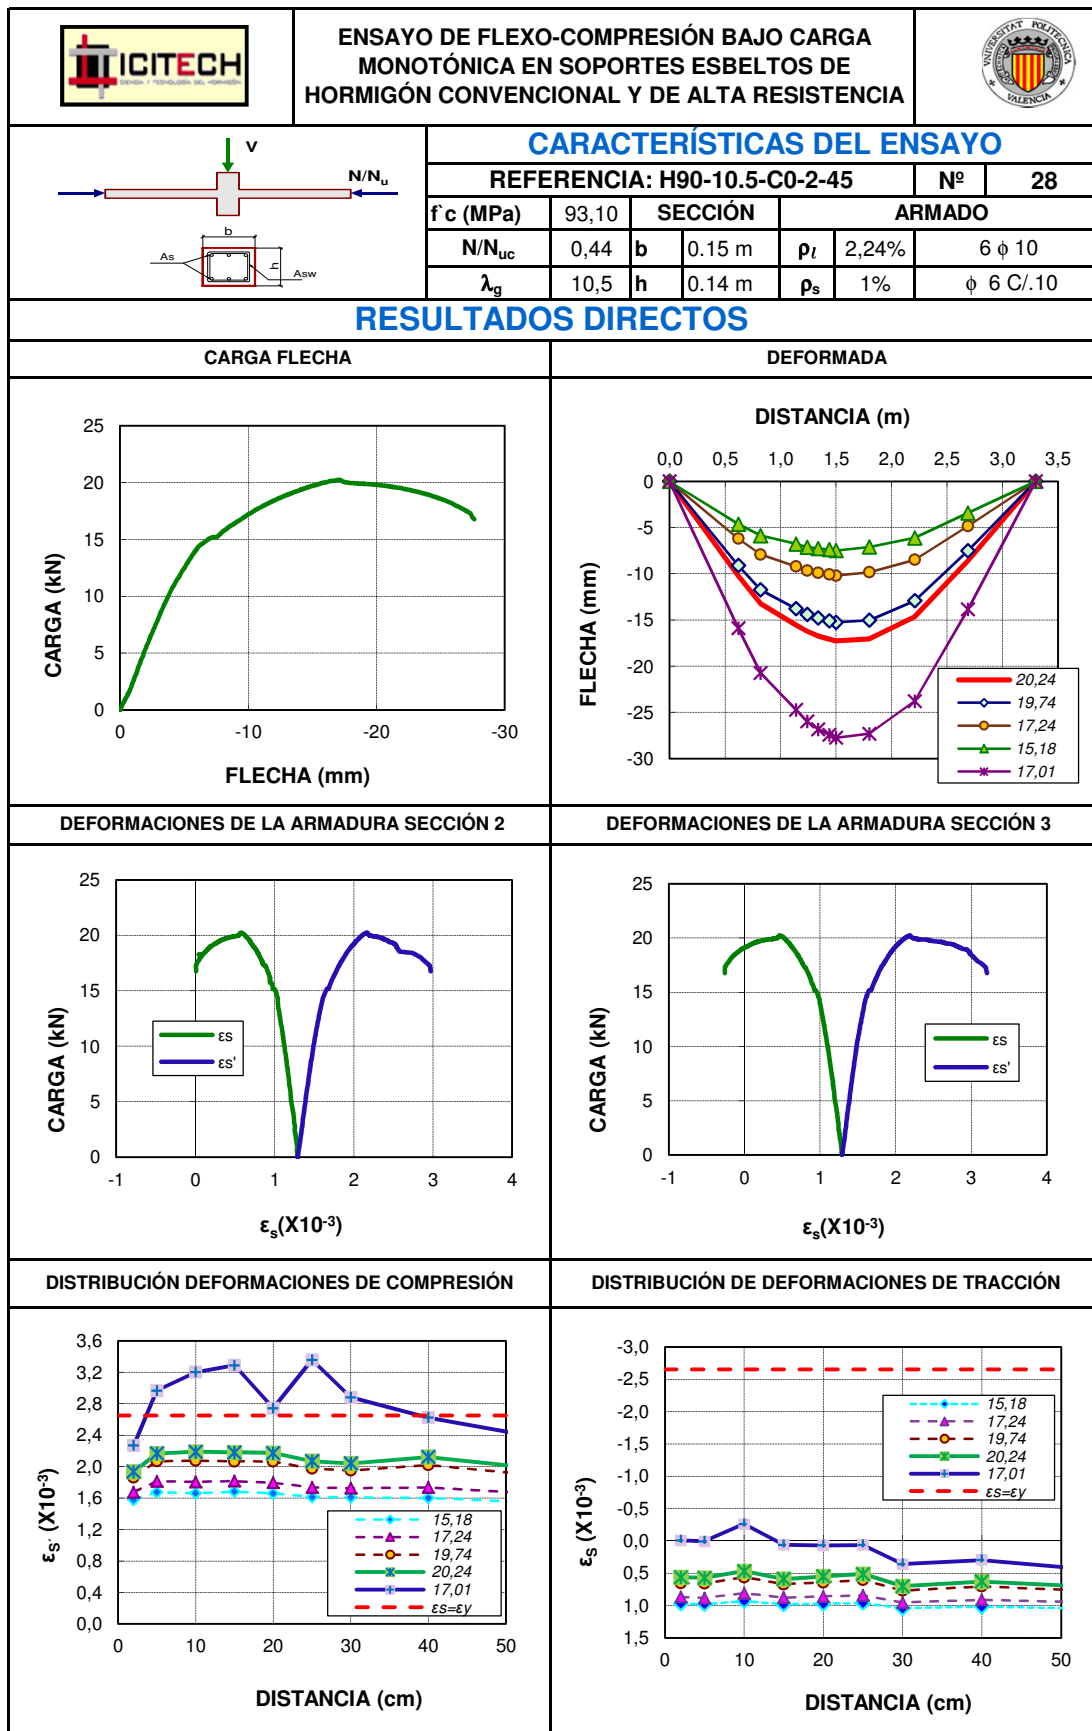 ICITECH
CIENCIA Y TECNOLOGÍA DEL HORMIGÓN
ENSAYO DE FLEXO-COMPRESIÓN BAJO CARGA
MONOTÓNICA EN SOPORTES ESBELTOS DE
HORMIGÓN CONVENCIONAL Y DE ALTA RESISTENCIA
UNIVERSITAT POLITECNICA
VALENCIA
V
N/Nu
b
h
As
Asw
CARACTERÍSTICAS DEL ENSAYO
REFERENCIA: H90-10.5-C0-2-45 Nº 28
f`c (MPa) 93,10 SECCIÓN ARMADO
N/Nuc 0,44 b 0.15 m ρl 2,24% 6 ϕ 10
λg 10,5 h 0.14 m ρs 1% ϕ 6 C/.10
RESULTADOS DIRECTOS
CARGA FLECHA
25
20
15
10
5
0
0 -10 -20 -30
CARGA (kN)
FLECHA (mm)
DEFORMADA
DISTANCIA (m)
0,0 0,5 1,0 1,5 2,0 2,5 3,0 3,5
0
-5
-10
-15
-20
-25
-30
FLECHA (mm)
20,24
19,74
17,24
15,18
17,01
DEFORMACIONES DE LA ARMADURA SECCIÓN 2
25
20
15
10
5
0
-1 0 1 2 3 4
CARGA (kN)
εs
εs'
εs(X10-3)
DEFORMACIONES DE LA ARMADURA SECCIÓN 3
25
20
15
10
5
0
-1 0 1 2 3 4
CARGA (kN)
εs
εs'
εs(X10-3)
DISTRIBUCIÓN DEFORMACIONES DE COMPRESIÓN
3,6
3,2
2,8
2,4
2,0
1,6
1,2
0,8
0,4
0,0
0 10 20 30 40 50
εs' (X10-3)
15,18
17,24
19,74
20,24
17,01
εs=εy
DISTANCIA (cm)
DISTRIBUCIÓN DE DEFORMACIONES DE TRACCIÓN
-3,0
-2,5
-2,0
-1,5
-1,0
-0,5
0,0
0,5
1,0
1,5
0 10 20 30 40 50
εs (X10-3)
15,18
17,24
19,74
20,24
17,01
εs=εy
DISTANCIA (cm)